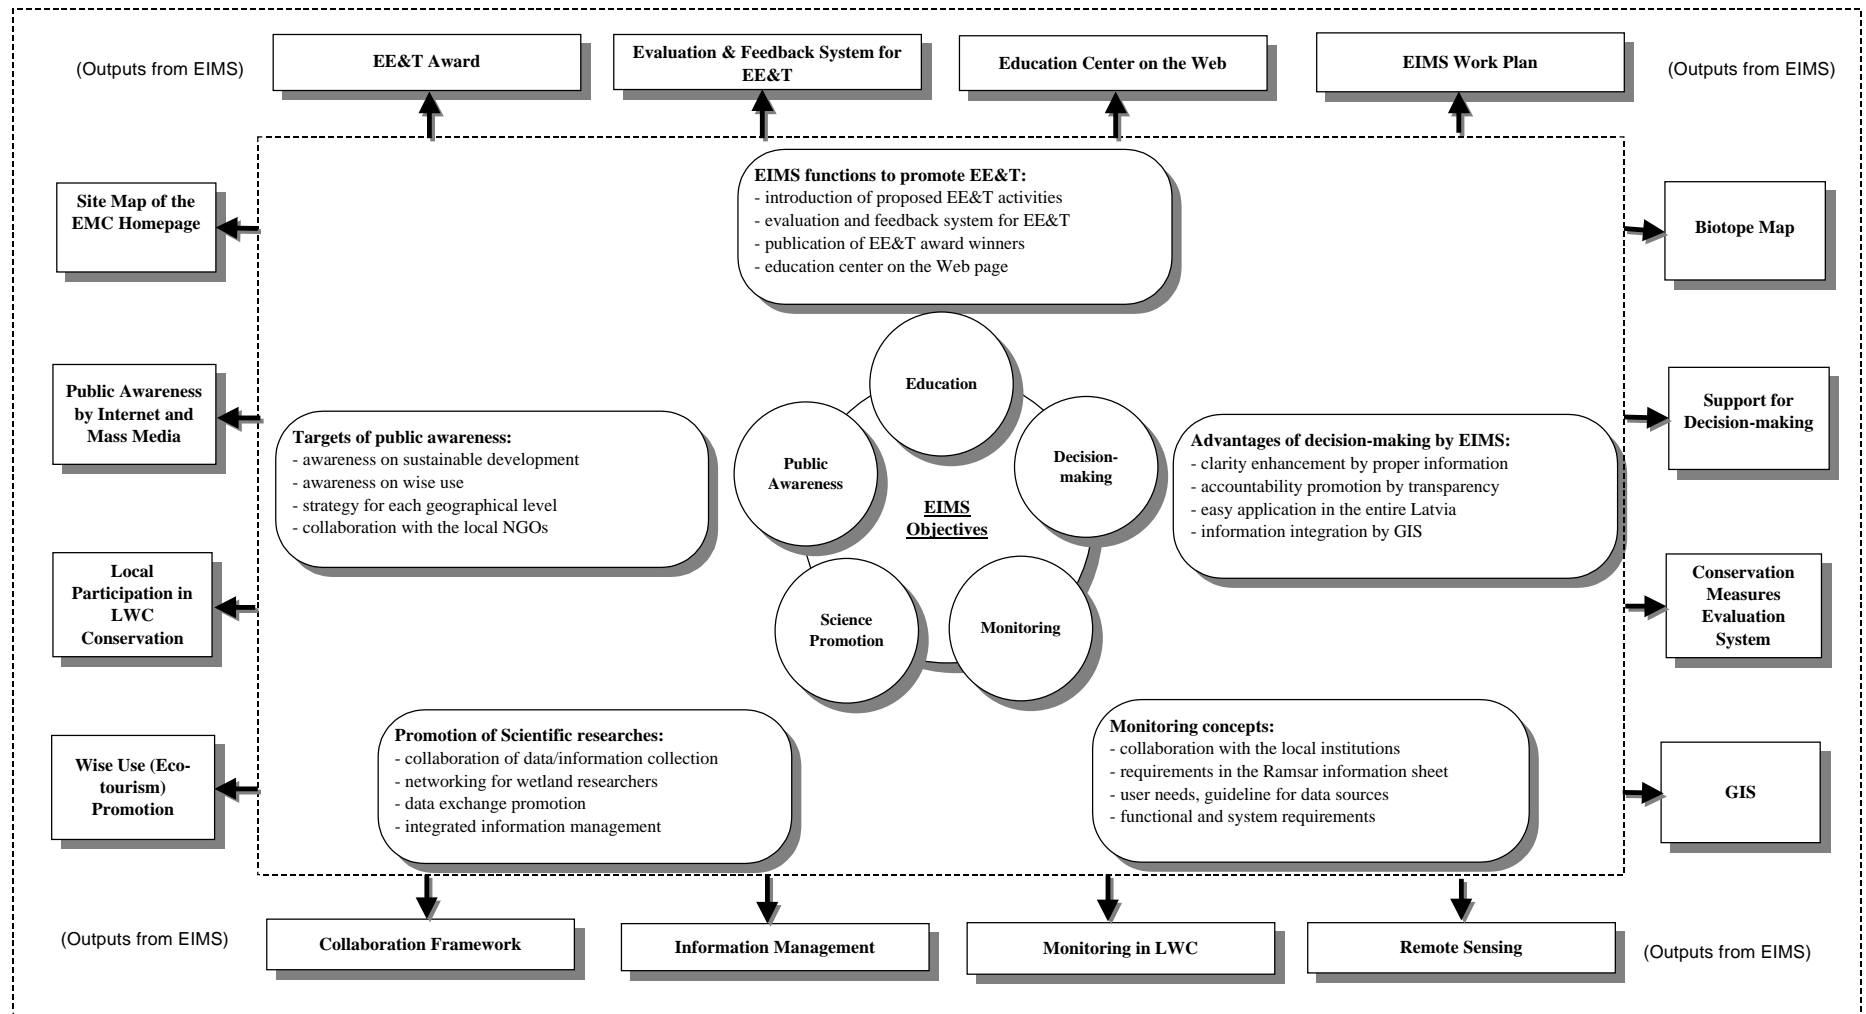 (Outputs from EIMS)
EE&T Award
Evaluation & Feedback System for
EE&T
Education Center on the Web
EIMS Work Plan
(Outputs from EIMS)
Site Map of the
EMC Homepage
EIMS functions to promote EE&T:
- introduction of proposed EE&T activities
- evaluation and feedback system for EE&T
- publication of EE&T award winners
- education center on the Web page
Biotope Map
Public Awareness
by Internet and
Mass Media
Targets of public awareness:
- awareness on sustainable development
- awareness on wise use
- strategy for each geographical level
- collaboration with the local NGOs
Education
Public
Awareness
Decision-
making
EIMS
Objectives
Science
Promotion
Monitoring
Advantages of decision-making by EIMS:
- clarity enhancement by proper information
- accountability promotion by transparency
- easy application in the entire Latvia
- information integration by GIS
Support for
Decision-making
Local
Participation in
LWC
Conservation
Conservation
Measures
Evaluation
System
Wise Use (Eco-
tourism)
Promotion
Promotion of Scientific researches:
- collaboration of data/information collection
- networking for wetland researchers
- data exchange promotion
- integrated information management
Monitoring concepts:
- collaboration with the local institutions
- requirements in the Ramsar information sheet
- user needs, guideline for data sources
- functional and system requirements
GIS
(Outputs from EIMS)
Collaboration Framework
Information Management
Monitoring in LWC
Remote Sensing
(Outputs from EIMS)